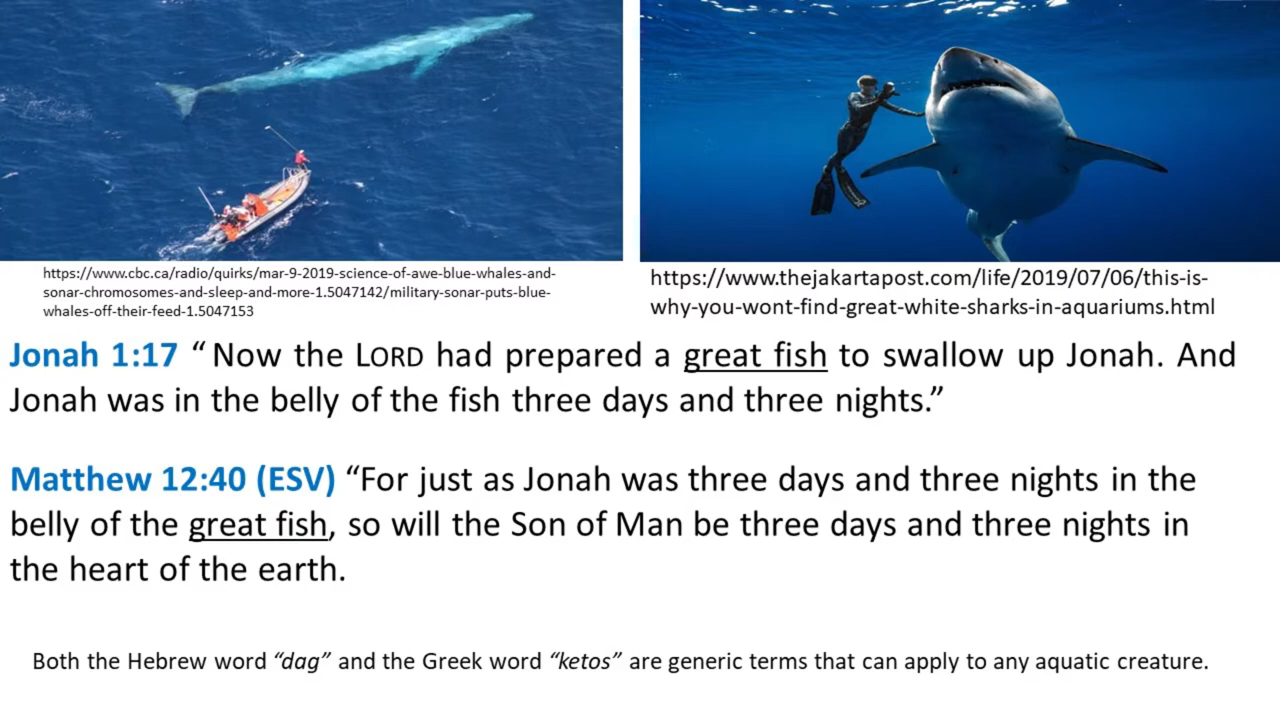 https://www.cbc.ca/radio/quirks/mar-9-2019-science-of-awe-blue-whales-and-
sonar-chromosomes-and-sleep-and-more-1.5047142/military-sonar-puts-blue-
whales-off-their-feed-1.5047153
https://www.thejakartapost.com/life/2019/07/06/this-is-
why-you-wont-find-great-white-sharks-in-aquariums.html
Jonah 1:17 “ Now the LORD had prepared a great fish to swallow up Jonah. And
Jonah was in the belly of the fish three days and three nights.”
Matthew 12:40 (ESV) “For just as Jonah was three days and three nights in the
belly of the great fish, so will the Son of Man be three days and three nights in
the heart of the earth.
Both the Hebrew word “dag” and the Greek word “ketos” are generic terms that can apply to any aquatic creature.